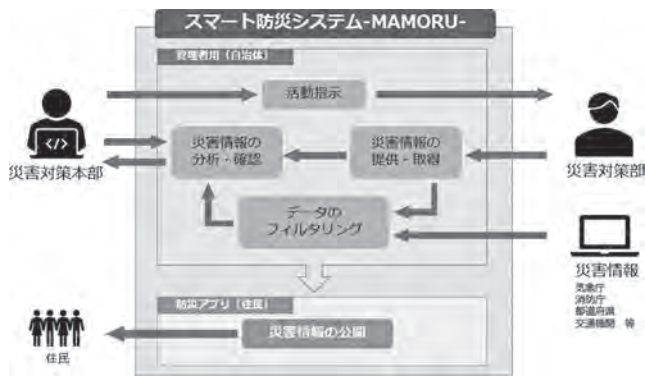 スマート防災システム-MAMORU-
管理者用（自治体）
活動指示
災害情報の
分析・確認
災害情報の
提供・取得
データの
フィルタリング
災害対策本部
災害対策部
災害情報
気象庁
消防庁
都道府県
交通機関　等
防災アプリ（住民）
災害情報の公開
住民